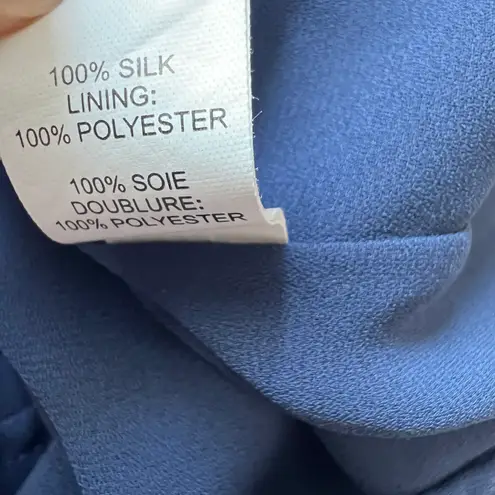 100% SILK
LINING:
100% POLYESTER
100% SOIE
DOUBLURE:
100% POLYESTER